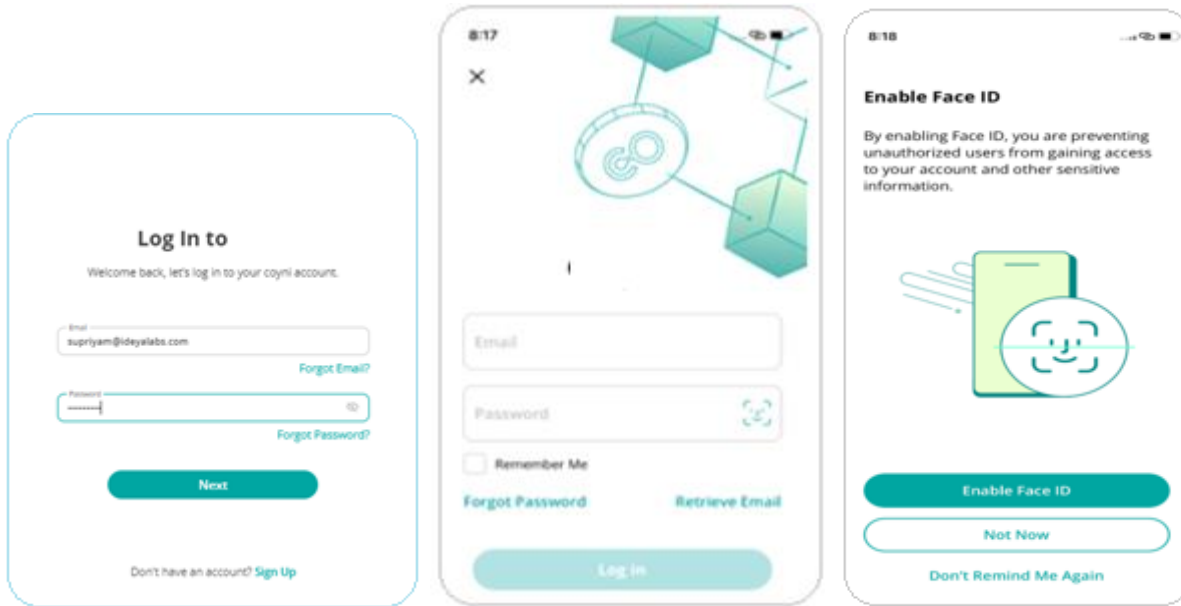 Log In to
Welcome back, let's log in to your coyni account.
Email
supriyam@ideyalabs.com
Forgot Email?
Password
Forgot Password?
Next
Don't have an account? Sign Up
8:17
Email
Password
Remember Me
Forgot Password Retrieve Email
Log in
8:18
Enable Face ID
By enabling Face ID, you are preventing
unauthorized users from gaining access
to your account and other sensitive
information.
Enable Face ID
Not Now
Don't Remind Me Again